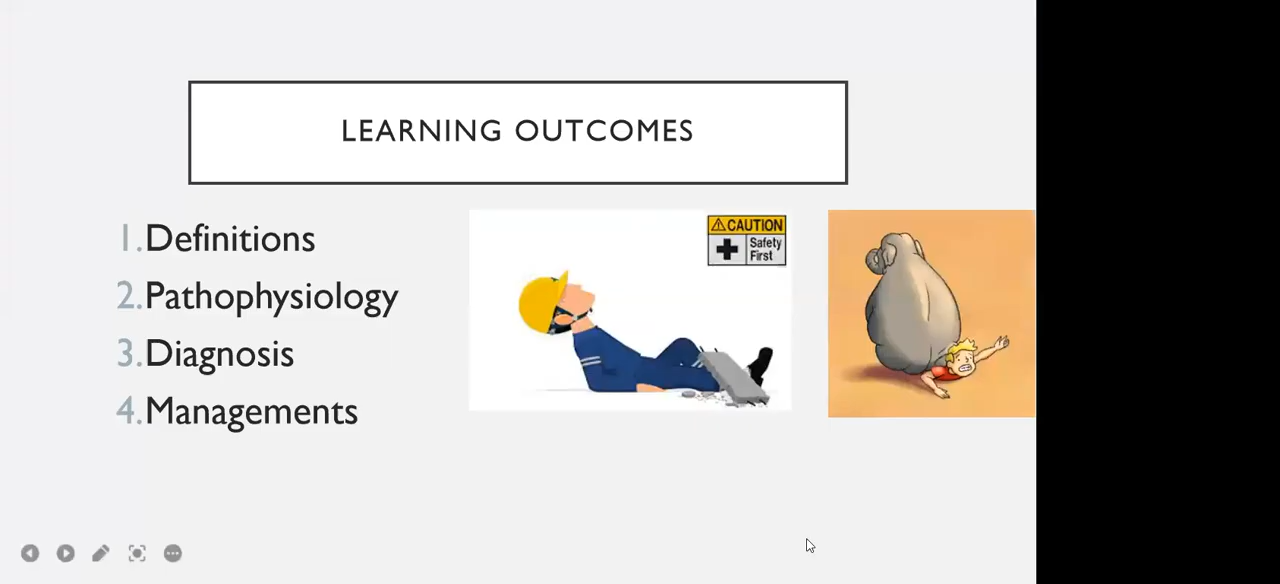 LEARNING OUTCOMES
1. Definitions
2. Pathophysiology
3. Diagnosis
4. Managements
CAUTION
Safety
First